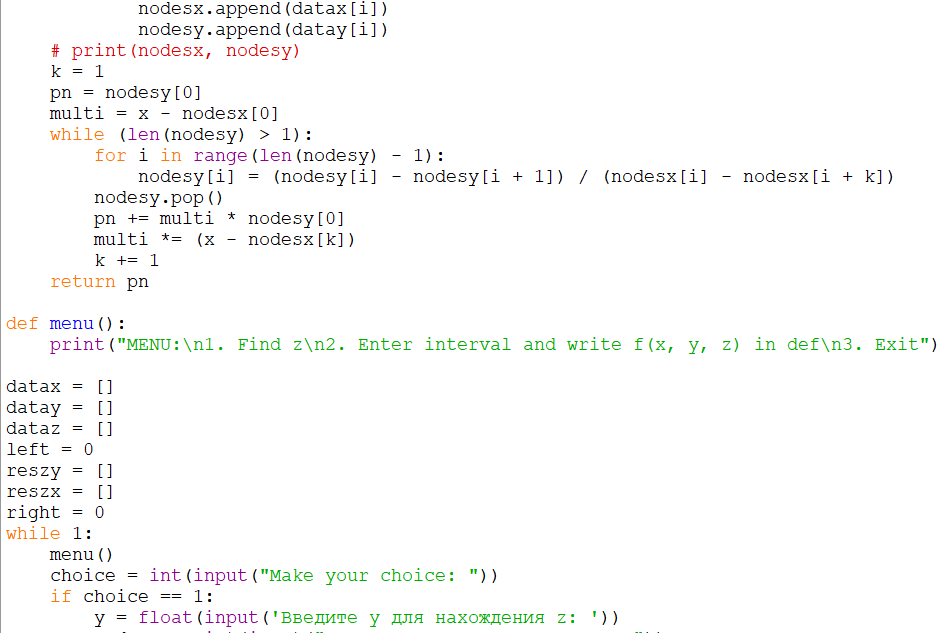 nodesx.append(datax[i])
nodesy.append(datay[i])
# print(nodesx, nodesy)
k = 1
pn = nodesy[0]
multi = x - nodesx[0]
while (len(nodesy) > 1):
for i in range(len(nodesy) - 1):
nodesy[i] = (nodesy[i] - nodesy[i + 1]) / (nodesx[i] - nodesx[i + k])
nodesy.pop()
pn += multi * nodesy[0]
multi *= (x - nodesx[k])
k += 1
return pn
def menu():
print("MENU:\n1. Find z\n2. Enter interval and write f(x, y, z) in def\n3. Exit")
datax = []
datay = []
dataz = []
left = 0
reszy = []
reszx = []
right = 0
while 1:
menu()
choice = int(input("Make your choice: "))
if choice == 1:
y = float(input('Введите y для нахождения z: '))